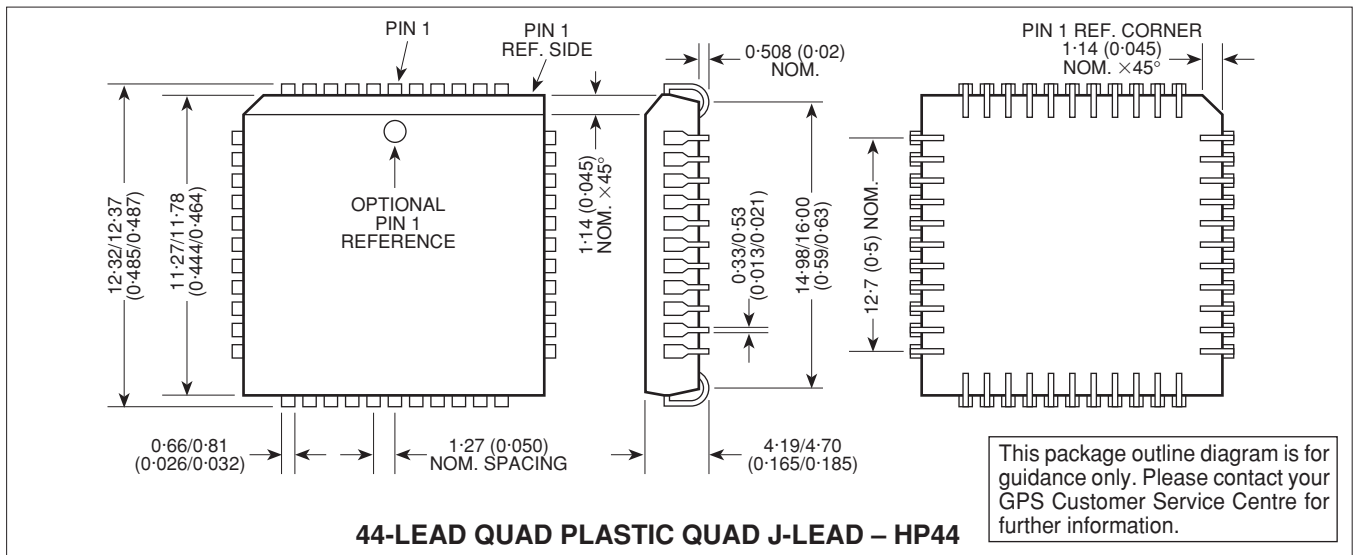 PIN 1
PIN 1
REF. SIDE
0·508 (0·02)
NOM.
PIN 1 REF. CORNER
1·14 (0·045)
NOM. ×45°
12·32/12·37
(0·485/0·487)
11·27/11·78
(0·444/0·464)
OPTIONAL
PIN 1
REFERENCE
1·14 (0·045)
NOM. ×45°
0·33/0·53
(0·013/0·021)
14·98/16·00
(0·59/0·63)
12·7 (0·5) NOM.
0·66/0·81
(0·026/0·032)
1·27 (0·050)
NOM. SPACING
4·19/4·70
(0·165/0·185)
This package outline diagram is for
guidance only. Please contact your
GPS Customer Service Centre for
further information.
44-LEAD QUAD PLASTIC QUAD J-LEAD – HP44